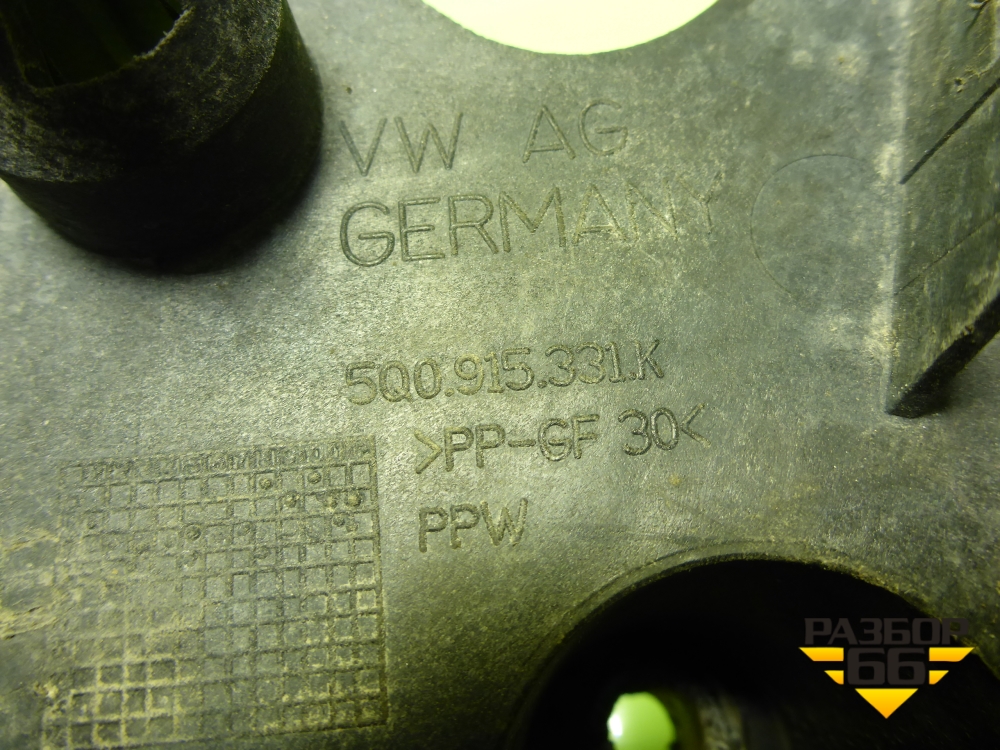 VW AG
GERMANY
5Q0.915.331.K
>PP-GF 30<
PPW
РАЗБОР
66